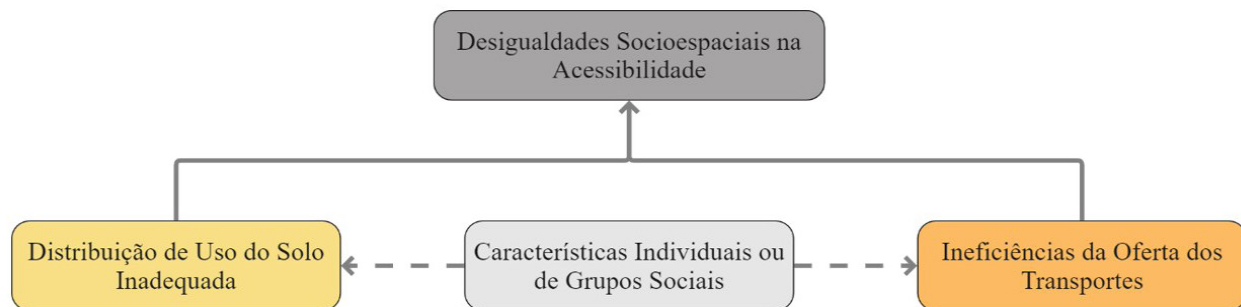 Desigualdades Socioespaciais na
Acessibilidade
Distribuição de Uso do Solo
Inadequada
Características Individuais ou
de Grupos Sociais
Ineficiências da Oferta dos
Transportes